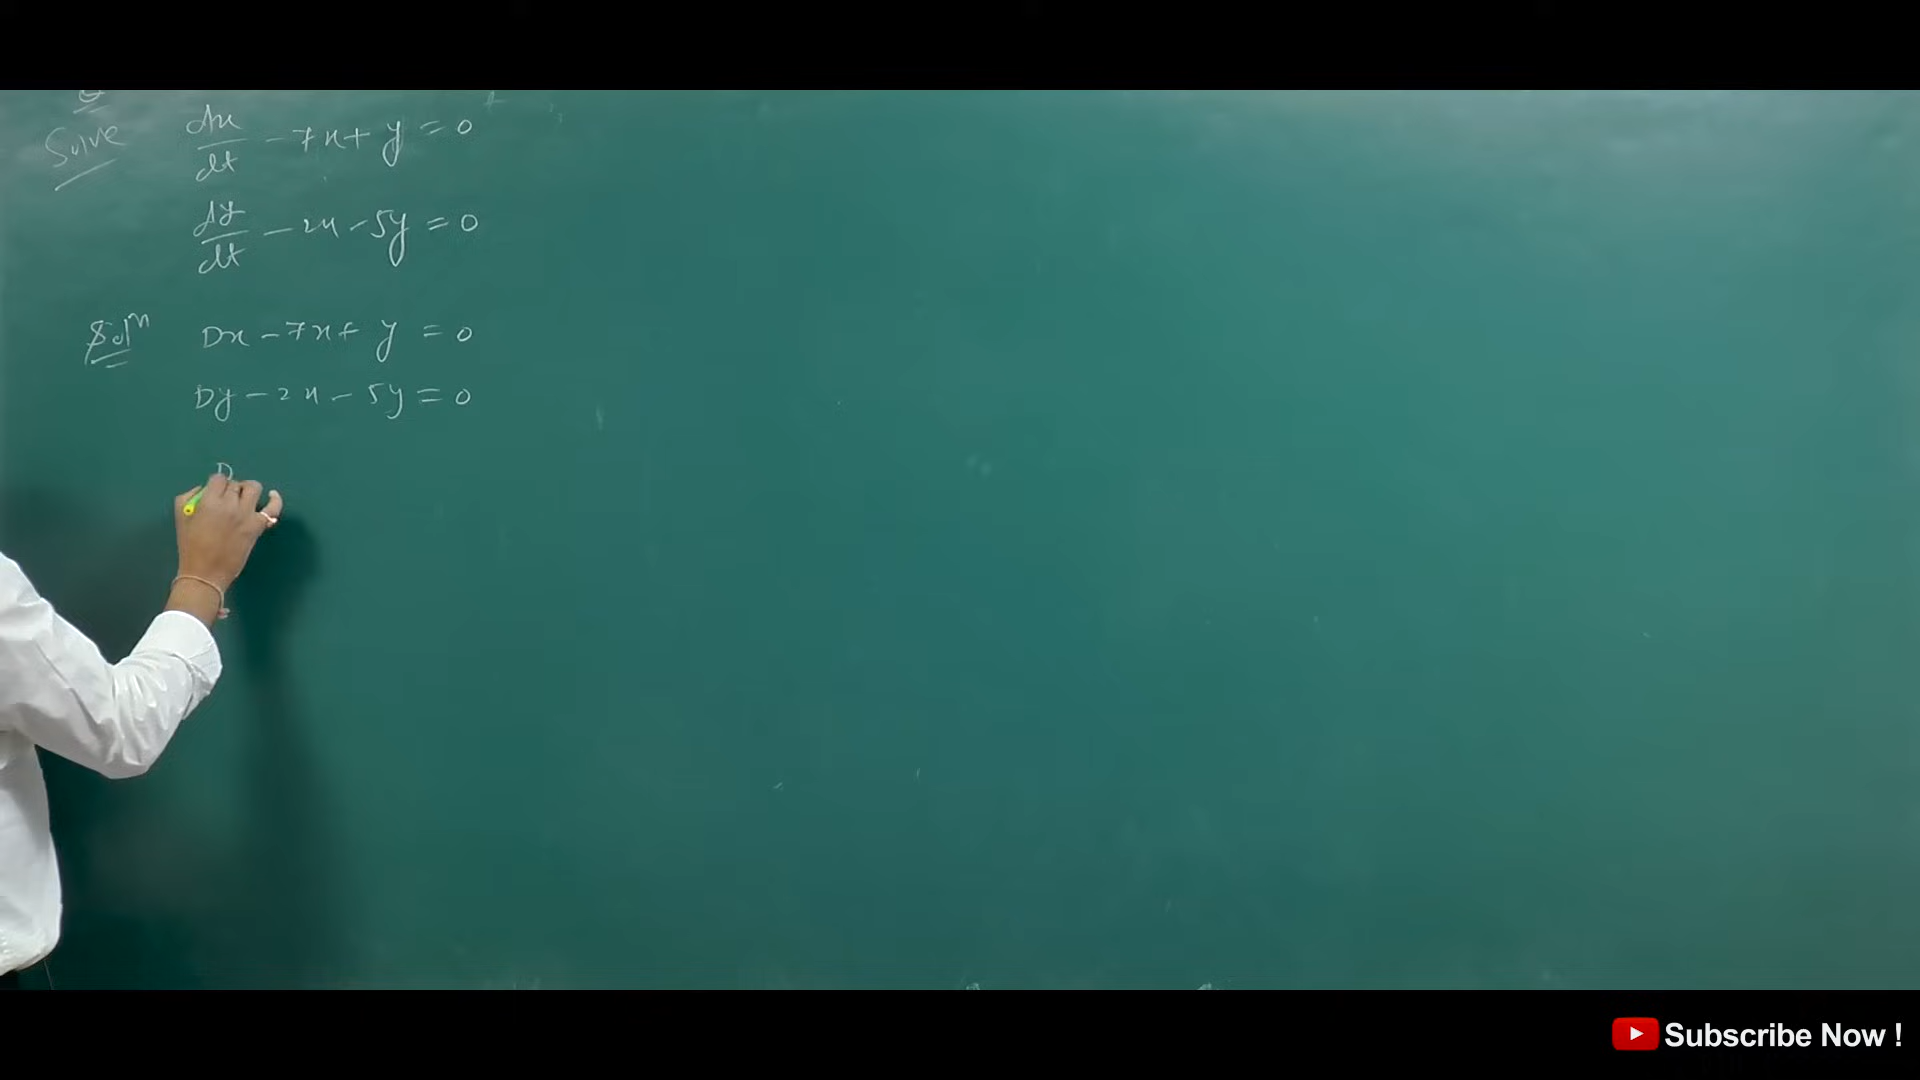 Q
Solve dx/dt - 7x + y = 0
dy/dt - 2x - 5y = 0
Solⁿ Dx - 7x + y = 0
Dy - 2x - 5y = 0
D
Subscribe Now !